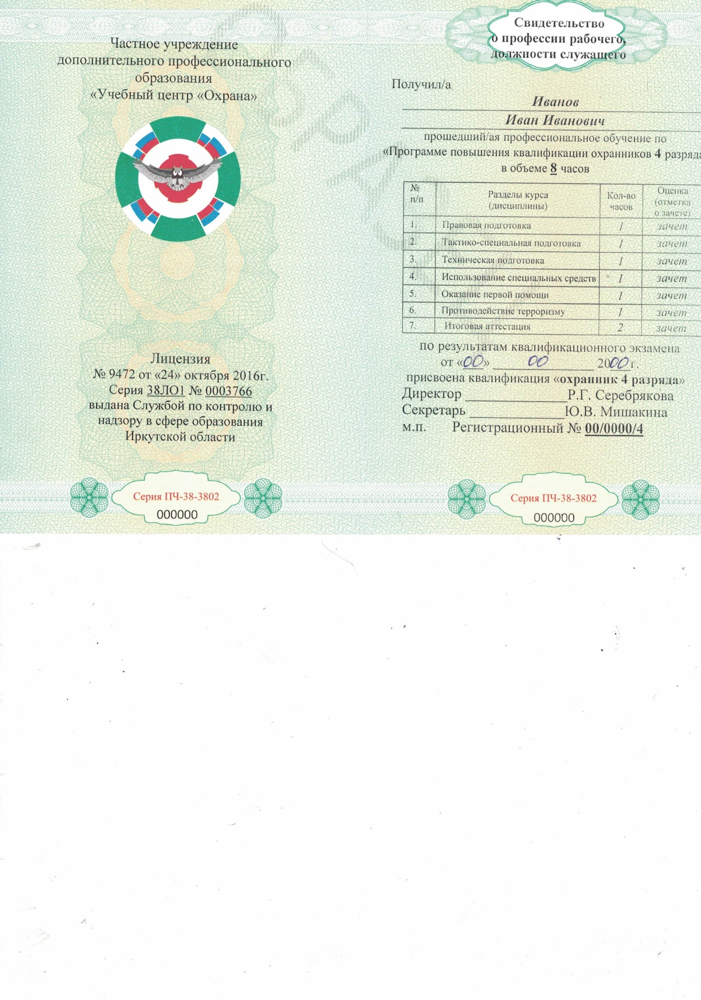 Частное учреждение
дополнительного профессионального
образования
«Учебный центр «Охрана»
Лицензия
№ 9472 от «24» октября 2016г.
Серия 38ЛО1 № 0003766
выдана Службой по контролю и
надзору в сфере образования
Иркутской области
Серия ПЧ-38-3802
000000
Свидетельство
о профессии рабочего,
должности служащего
Получил/а
Иванов
Иван Иванович
прошедший/ая профессиональное обучение по
«Программе повышения квалификации охранников 4 разряда
в объеме 8 часов
№ п/п Разделы курса (дисциплины) Кол-во часов Оценка (отметка о зачете)
1. Правовая подготовка 1 зачет
2. Тактико-специальная подготовка 1 зачет
3. Техническая подготовка 1 зачет
4. Использование специальных средств 1 зачет
5. Оказание первой помощи 1 зачет
6. Противодействие терроризму 1 зачет
7. Итоговая аттестация 2 зачет
по результатам квалификационного экзамена
от «00» 00 2000 г.
присвоена квалификация «охранник 4 разряда»
Директор ______________ Р.Г. Серебрякова
Секретарь _____________ Ю.В. Мишакина
м.п. Регистрационный № 00/0000/4
Серия ПЧ-38-3802
000000